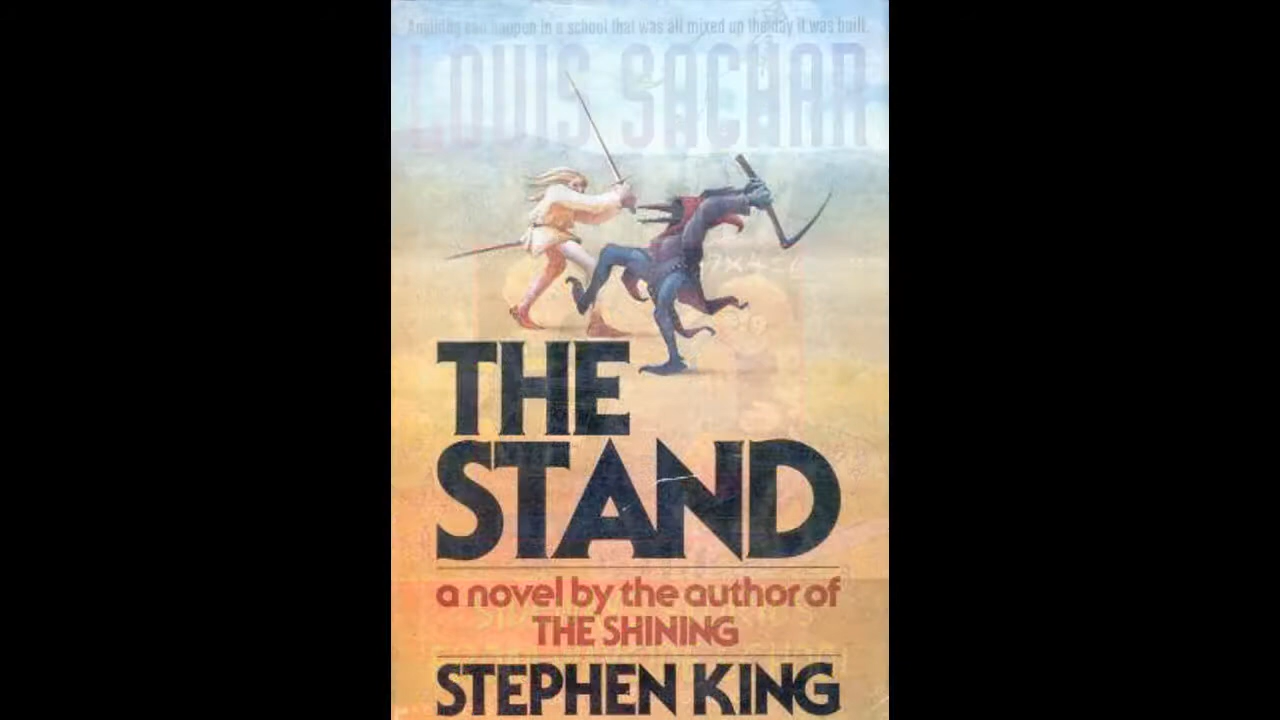 Anything can happen in a school that was all mixed up the day it was built.
LOUIS SACHAR
7x4=
THE
STAND
a novel by the author of
THE SHINING
STEPHEN KING